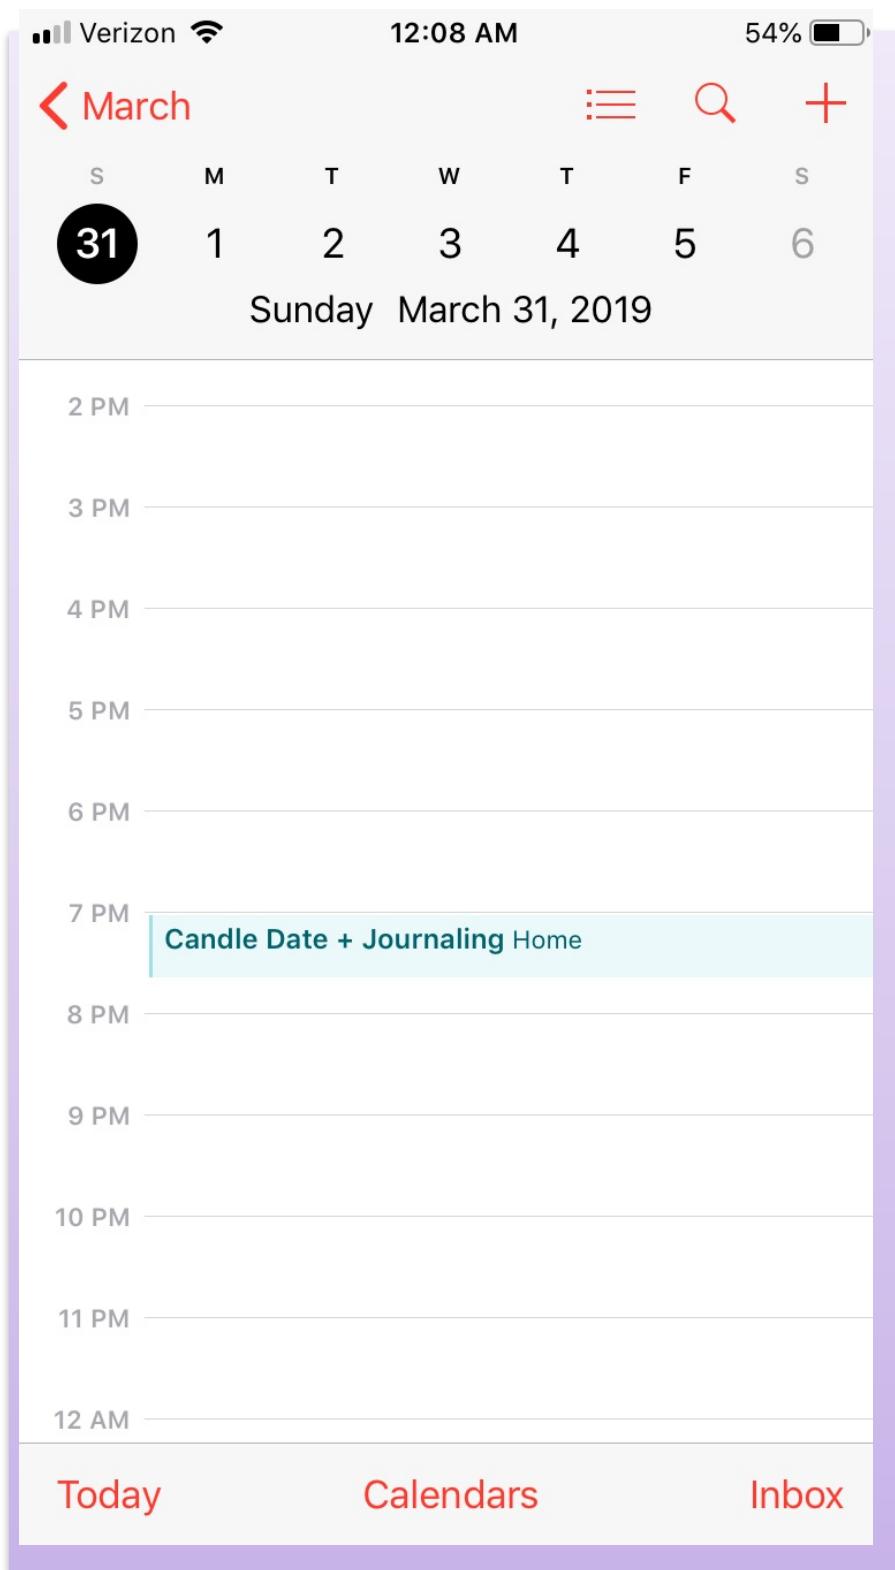 Verizon 12:08 AM 54%
March
S M T W T F S
31 1 2 3 4 5 6
Sunday March 31, 2019
2 PM
3 PM
4 PM
5 PM
6 PM
7 PM
Candle Date + Journaling Home
8 PM
9 PM
10 PM
11 PM
12 AM
Today Calendars Inbox